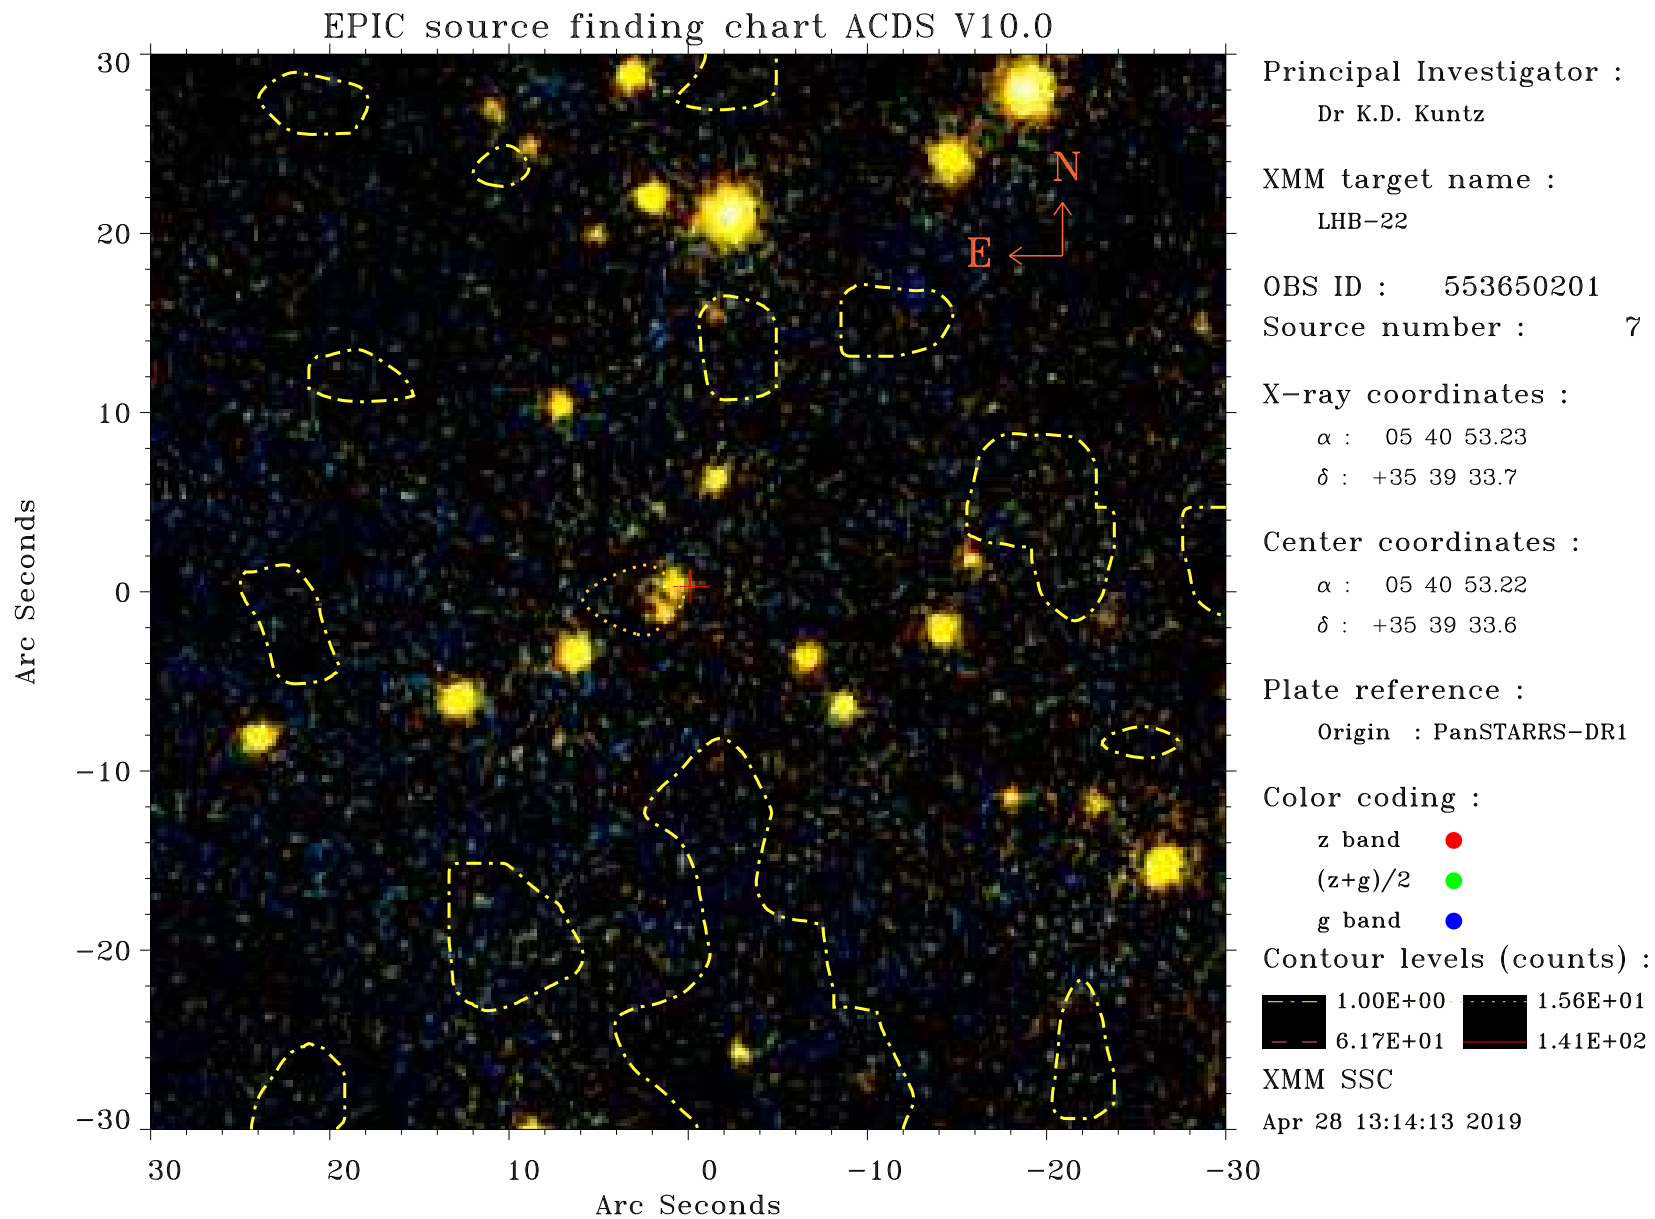 EPIC source finding chart ACDS V10.0
30
20
10
0
-10
-20
-30
Arc Seconds
30
20
10
0
-10
-20
-30
Arc Seconds
N
E
Principal Investigator :
Dr K.D. Kuntz
XMM target name :
LHB-22
OBS ID : 553650201
Source number : 7
X-ray coordinates :
α : 05 40 53.23
δ : +35 39 33.7
Center coordinates :
α : 05 40 53.22
δ : +35 39 33.6
Plate reference :
Origin : PanSTARRS-DR1
Color coding :
z band
(z+g)/2
g band
Contour levels (counts) :
1.00E+00 1.56E+01
6.17E+01 1.41E+02
XMM SSC
Apr 28 13:14:13 2019